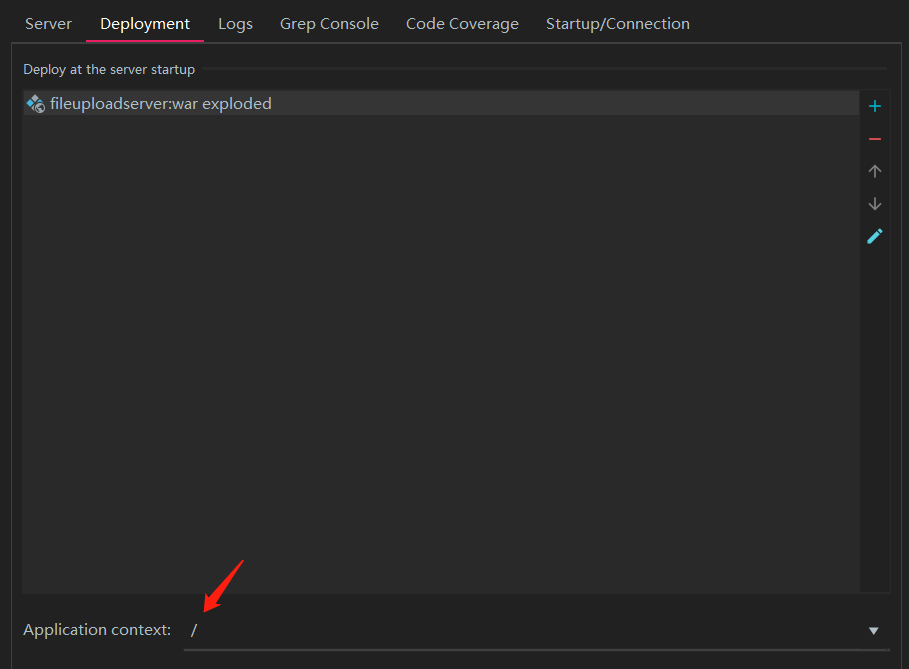 Server Deployment Logs Grep Console Code Coverage Startup/Connection
Deploy at the server startup
fileuploadserver:war exploded
Application context: /